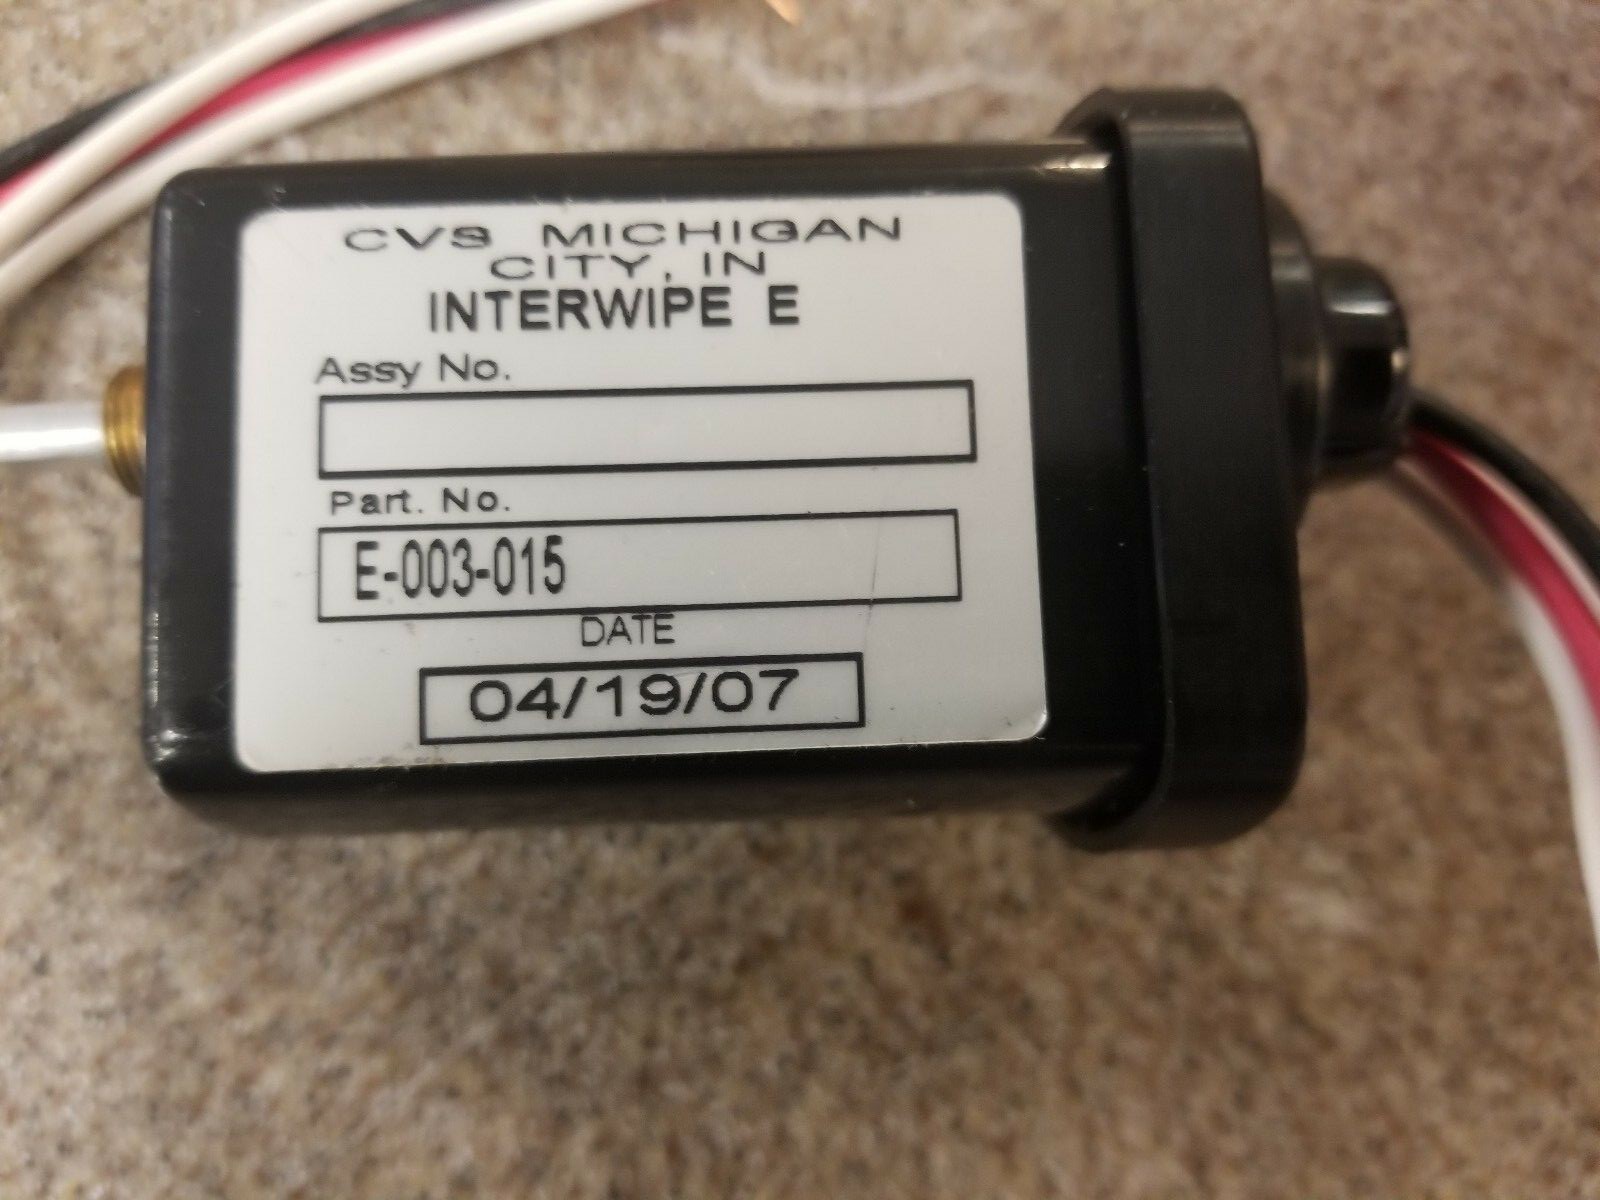 CVS MICHIGAN
CITY, IN
INTERWIPE E
Assy No.
Part. No.
E-003-015
DATE
04/19/07